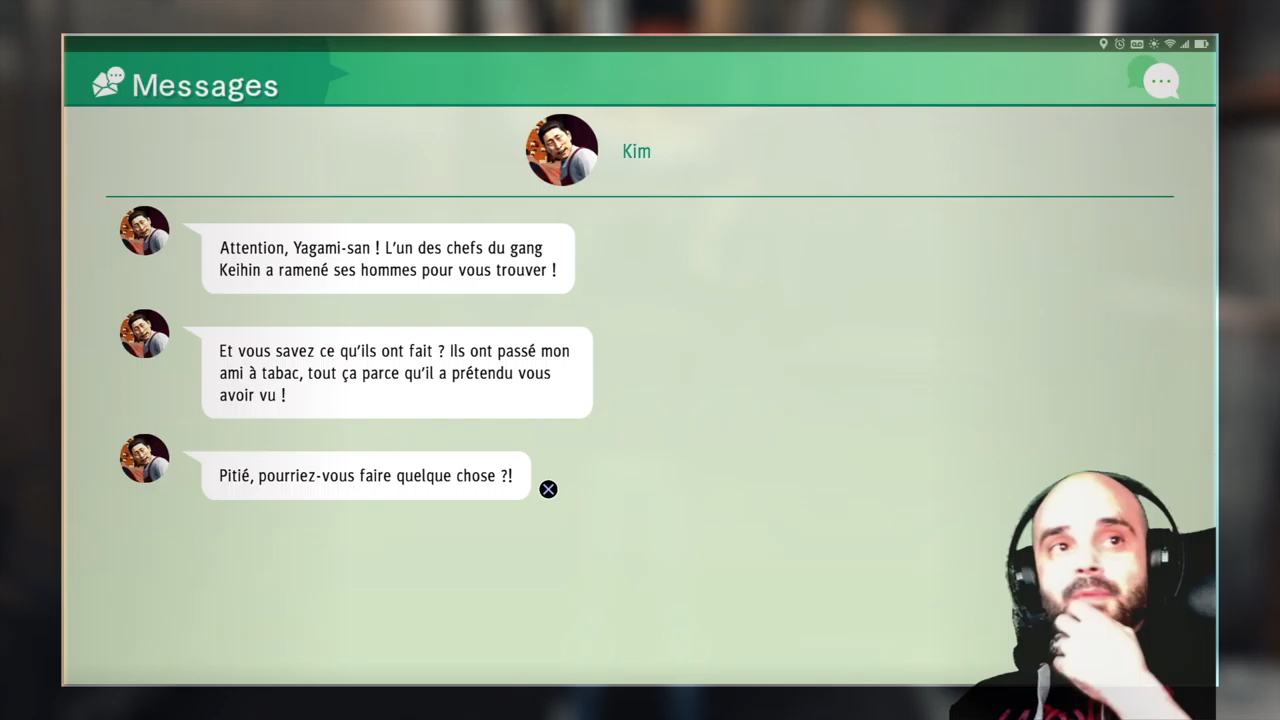 Messages
Kim
Attention, Yagami-san ! L'un des chefs du gang
Keihin a ramené ses hommes pour vous trouver !
Et vous savez ce qu'ils ont fait ? Ils ont passé mon
ami à tabac, tout ça parce qu'il a prétendu vous
avoir vu !
Pitié, pourriez-vous faire quelque chose ?!